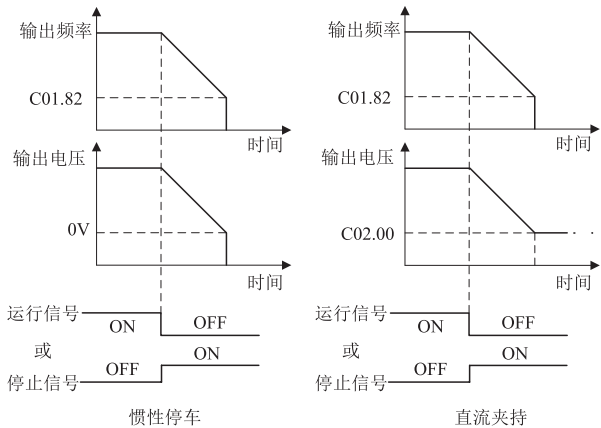 输出频率
C01.82
时间
输出电压
0V
时间
运行信号
ON
OFF
或
停止信号
OFF
ON
惯性停车
输出频率
C01.82
时间
输出电压
C02.00
时间
运行信号
ON
OFF
或
停止信号
OFF
ON
直流夹持